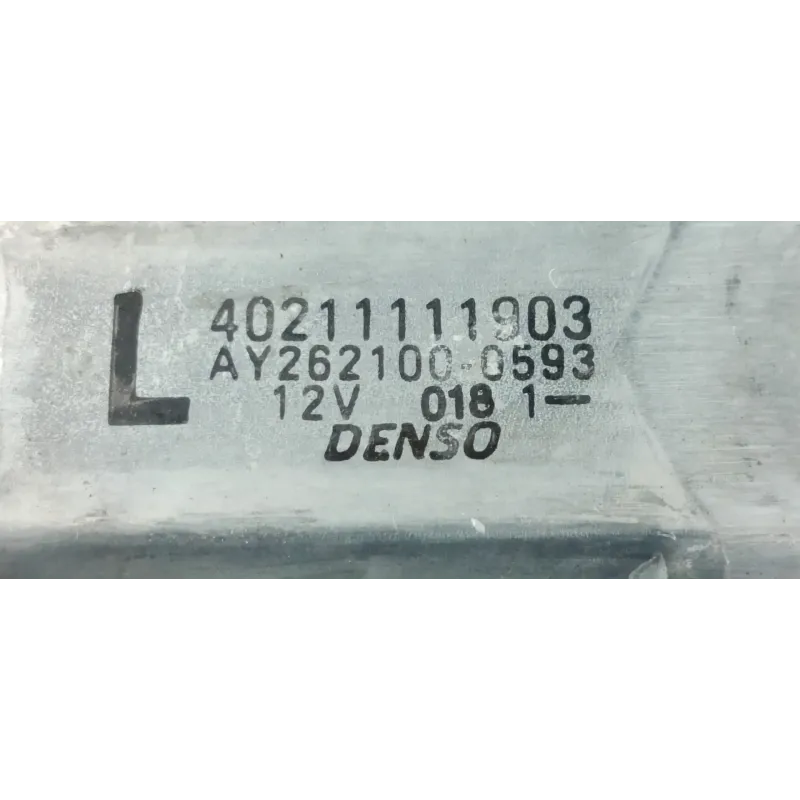 L
40211111903
AY262100-0593
12V 018 1—
DENSO